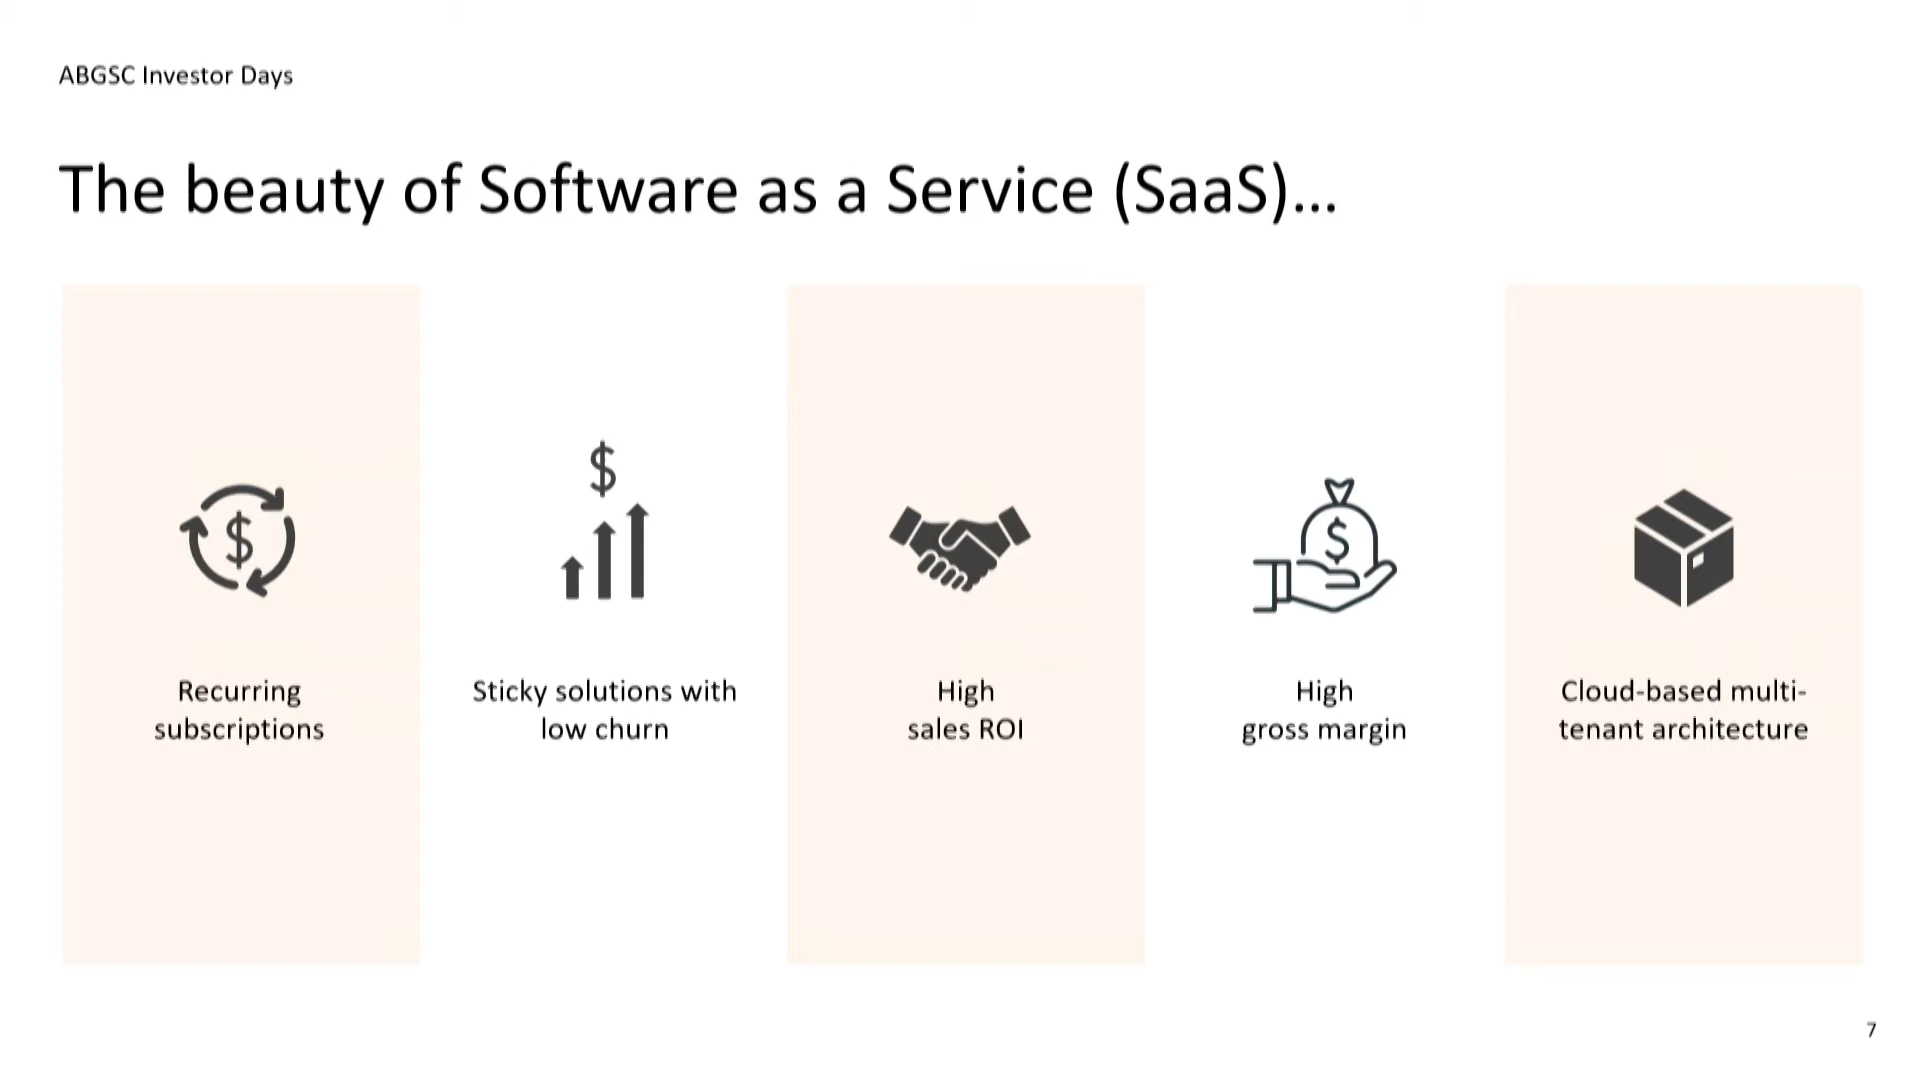 ABGSC Investor Days
The beauty of Software as a Service (SaaS)...
$
$
$
Recurring
subscriptions
Sticky solutions with
low churn
High
sales ROI
High
gross margin
Cloud-based multi-
tenant architecture
7